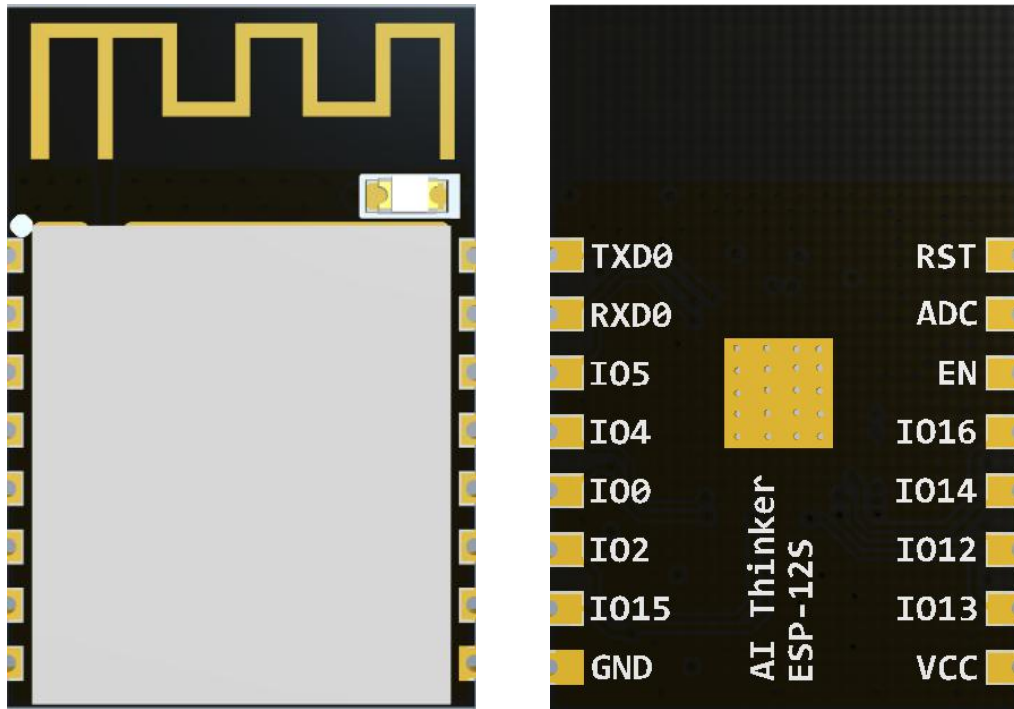 TXD0 RST
RXD0 ADC
IO5 EN
IO4 IO16
IO0 IO14
IO2 IO12
IO15 IO13
GND VCC
AI Thinker
ESP-12S